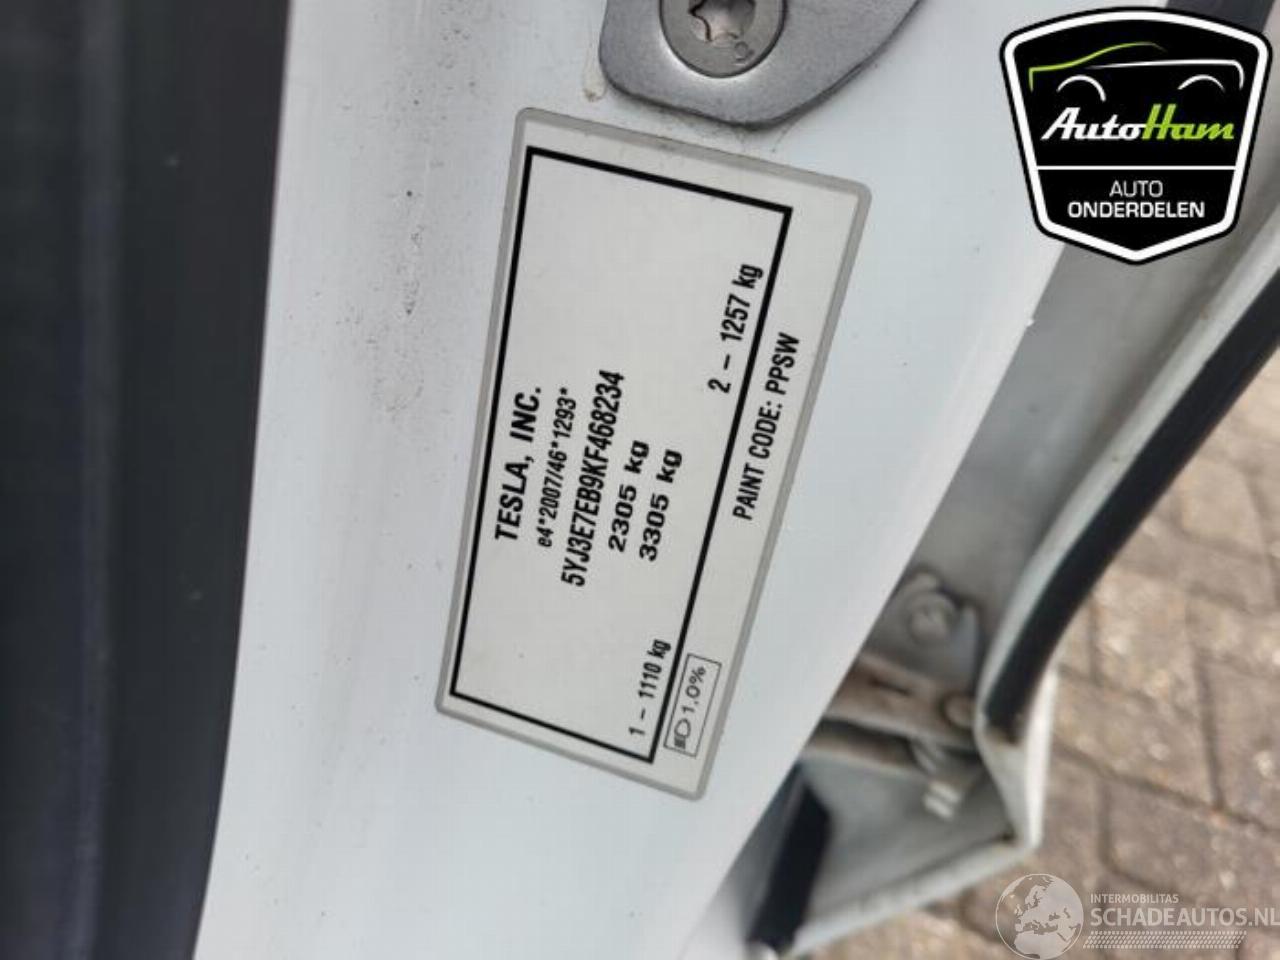 TESLA, INC.
e4*2007/46*1293*
5YJ3E7EB9KF468234
2305 kg
3305 kg
1 - 1110 kg
2 - 1257 kg
1.0%
PAINT CODE: PPSW
AutoHam
AUTO
ONDERDELEN
INTERMOBILITAS
SCHADEAUTOS.NL